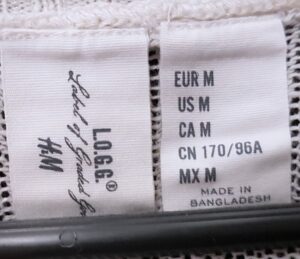 L.O.G.G.®
Label of Graded
H&M
EUR M
US M
CA M
CN 170/96A
MX M
MADE IN
BANGLADESH